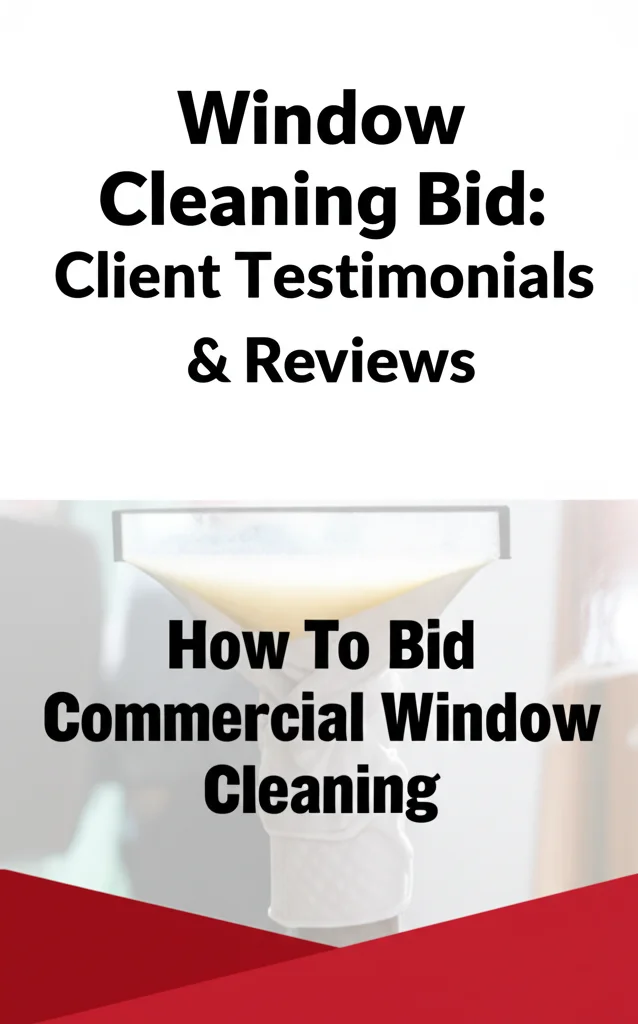 Window
Cleaning Bid:
Client Testimonials
& Reviews
How To Bid
Commercial Window
Cleaning